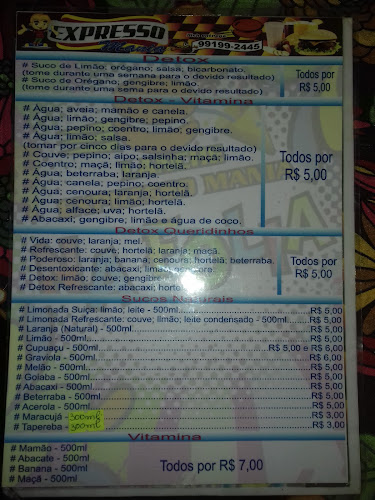 EXPRESSO
99199-2445
Detox
# Suco de Limão; orégano; salsa; bicarbonato.
(tome durante uma semana para o devido resultado)
# Suco de Orégano; gengibre; limão.
(tome durante uma semana para o devido resultado)
Todos por
R$ 5,00
Detox - Vitamina
# Água; aveia; mamão e canela.
# Água; limão; gengibre; pepino.
# Água; pepino; coentro, limão, gengibre.
# Água; limão; salsa.
(tomar por cinco dias para o devido resultado)
# Couve; pepino; aipo; salsinha; maçã; limão.
# Coentro; maçã; limão; hortelã.
# Água, beterraba; laranja.
# Água; canela; pepino; coentro.
# Água; cenoura; laranja; hortelã.
# Água; cenoura; limão; hortelã.
# Água; alface; uva; hortelã.
# Abacaxi, gengibre; limão e água de coco.
Todos por
R$ 5,00
Detox Queridinhos
# Vida: couve; laranja; mel.
# Refrescante: couve; hortelã; laranja; maçã.
# Poderoso: laranja; banana; cenoura; hortelã; beterraba.
# Desentoxicante: abacaxi; limão;
# Detox: limão; couve; gengibre;
# Detox Refrescante: abacaxi; hortelã
Todos por
R$ 5,00
Sucos Naturais
# Limonada Suíça: limão; leite - 500ml R$ 5,00
# Limonada Refrescante: couve; limão; leite condensado - 500ml R$ 5,00
# Laranja (Natural) - 500ml R$ 5,00
# Limão - 500ml R$ 5,00
# Cupuaçu - 500ml R$ 5,00 e R$ 6,00
# Graviola - 500ml R$ 6,00
# Melão - 500ml R$ 5,00
# Goiaba - 500ml R$ 5,00
# Abacaxi - 500ml R$ 5,00
# Beterraba - 500ml R$ 5,00
# Acerola - 500ml R$ 5,00
# Maracujá - 300ml R$ 3,00
# Tapereba - 300ml R$ 3,00
Vitamina
# Mamão - 500ml
# Abacate - 500ml
# Banana - 500ml
# Maçã - 500ml
Todos por R$ 7,00